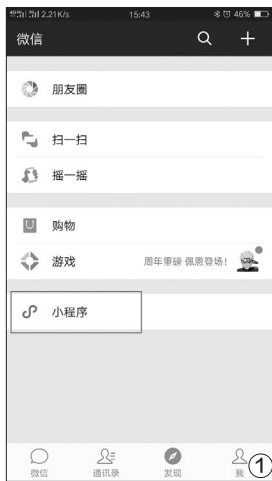 2.21K/s 15:43 46%
微信
朋友圈
扫一扫
摇一摇
购物
游戏 周年重磅 佩恩登场！
小程序
微信 通讯录 发现 我 ①